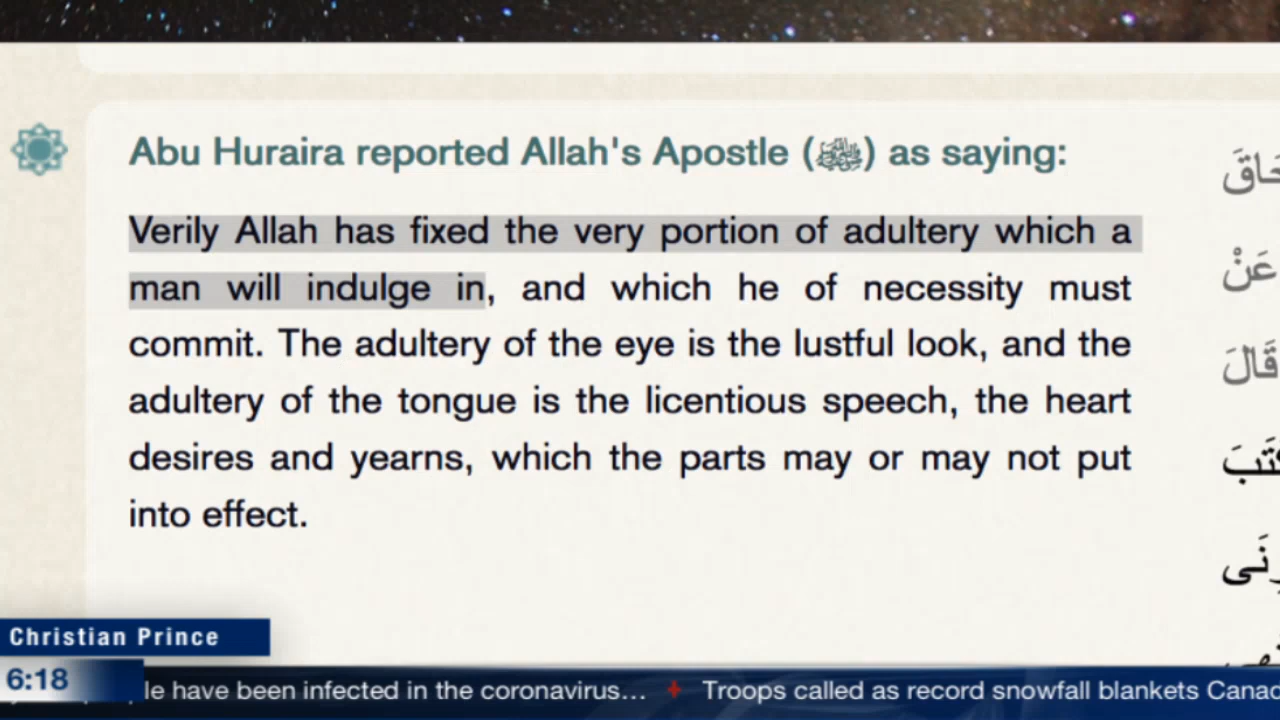 Abu Huraira reported Allah's Apostle (ﷺ) as saying:
Verily Allah has fixed the very portion of adultery which a
man will indulge in, and which he of necessity must
commit. The adultery of the eye is the lustful look, and the
adultery of the tongue is the licentious speech, the heart
desires and yearns, which the parts may or may not put
into effect.
عَنْ
قَالَ
Christian Prince
6:18
le have been infected in the coronavirus... Troops called as record snowfall blankets Canad